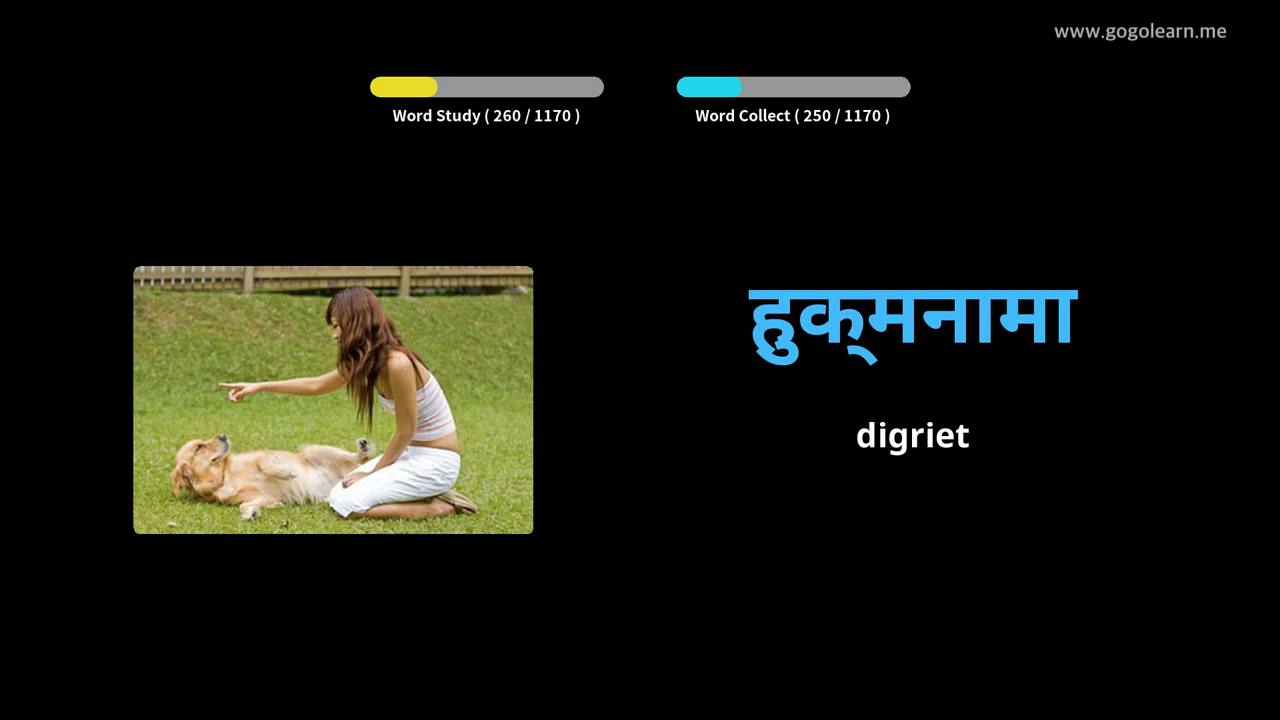 www.gogolearn.me
Word Study ( 260 / 1170 )
Word Collect ( 250 / 1170 )
हुक्‌मनामा
digriet